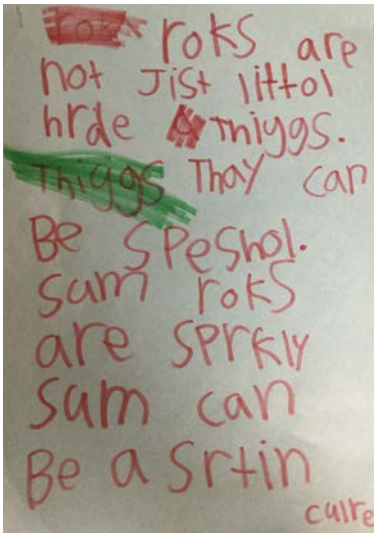 roks are
not Jist littol
hrde thiygs.
Thiggs Thay can
Be SPeshol.
sum roks
are sprkly
sum can
Be a srtin
culre